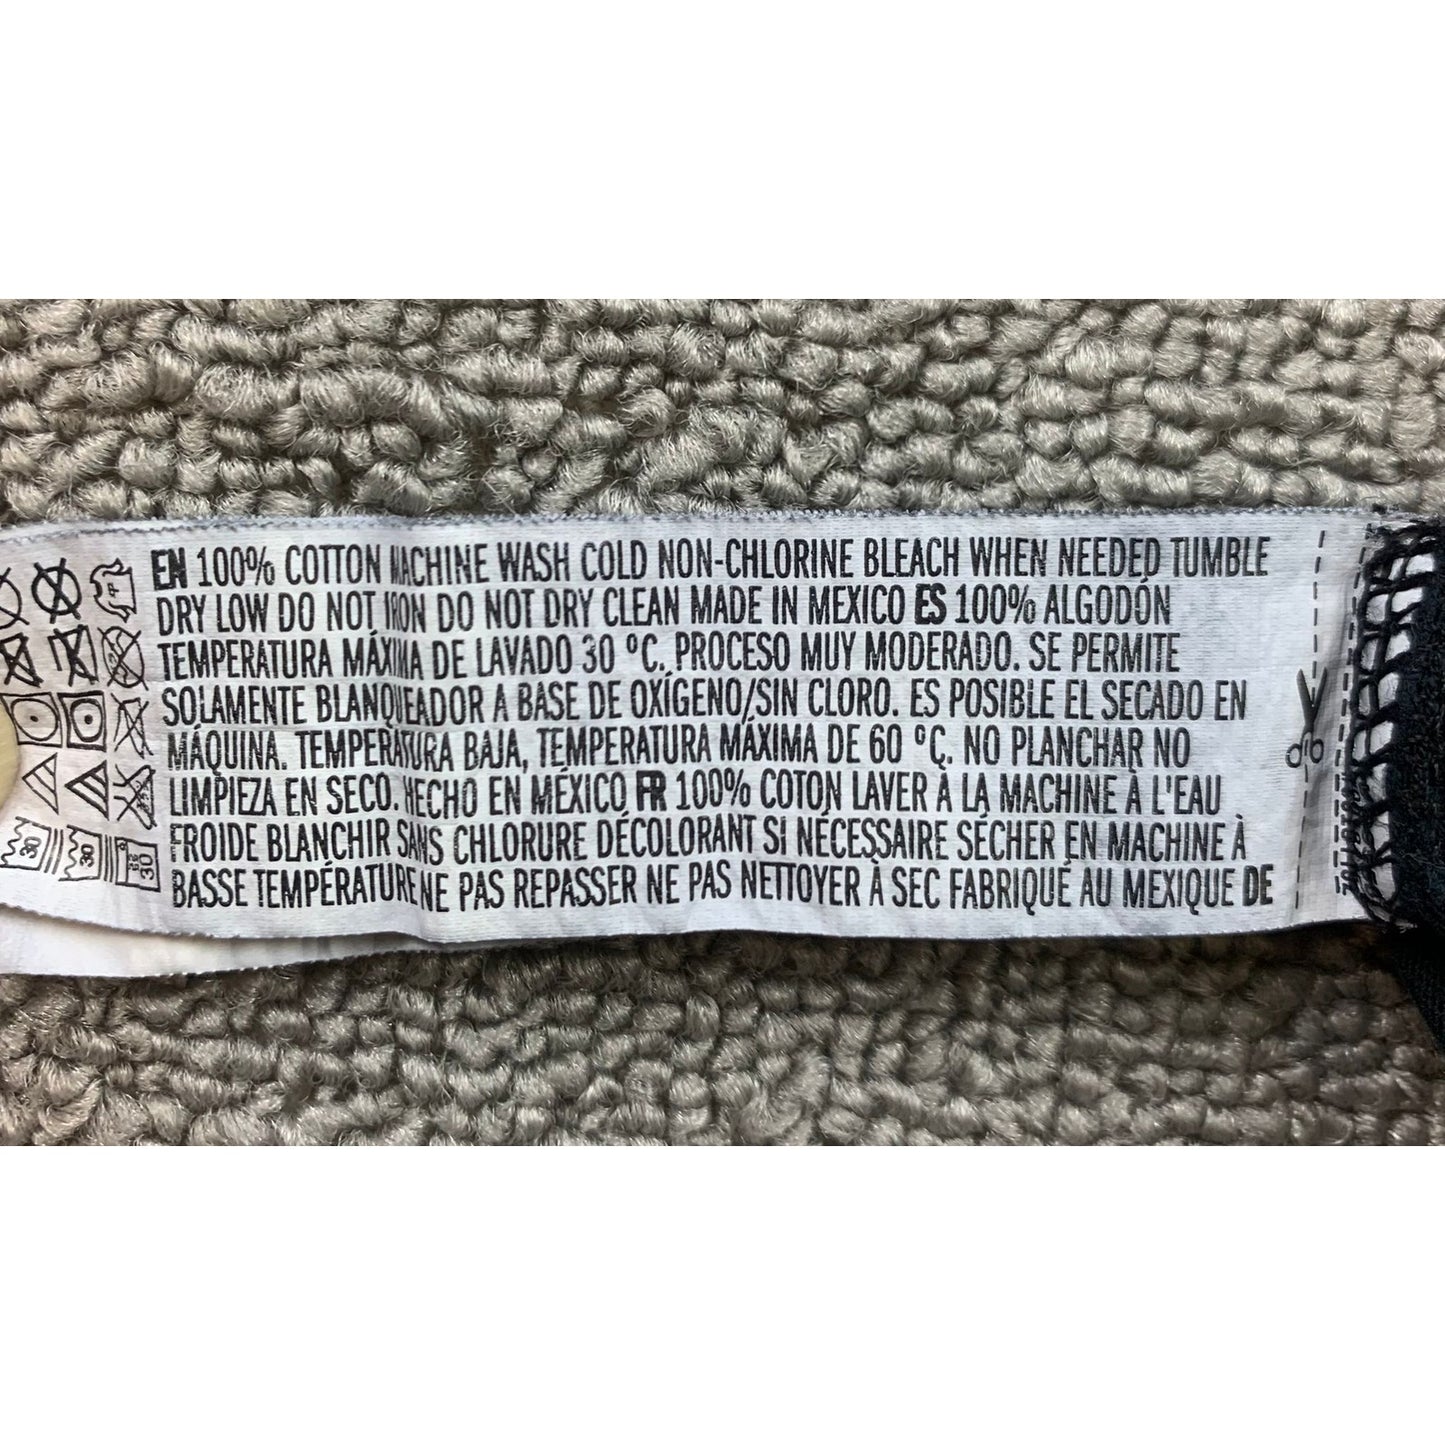 EN 100% COTTON MACHINE WASH COLD NON-CHLORINE BLEACH WHEN NEEDED TUMBLE
DRY LOW DO NOT IRON DO NOT DRY CLEAN MADE IN MEXICO ES 100% ALGODÓN
TEMPERATURA MÁXIMA DE LAVADO 30 °C. PROCESO MUY MODERADO. SE PERMITE
SOLAMENTE BLANQUEADOR A BASE DE OXÍGENO/SIN CLORO. ES POSIBLE EL SECADO EN
MÁQUINA. TEMPERATURA BAJA, TEMPERATURA MÁXIMA DE 60 °C. NO PLANCHAR NO
LIMPIEZA EN SECO. HECHO EN MÉXICO FR 100% COTON LAVER À LA MACHINE À L'EAU
FROIDE BLANCHIR SANS CHLORURE DÉCOLORANT SI NÉCESSAIRE SÉCHER EN MACHINE À
BASSE TEMPÉRATURE NE PAS REPASSER NE PAS NETTOYER À SEC FABRIQUÉ AU MEXIQUE DE
30
30
30